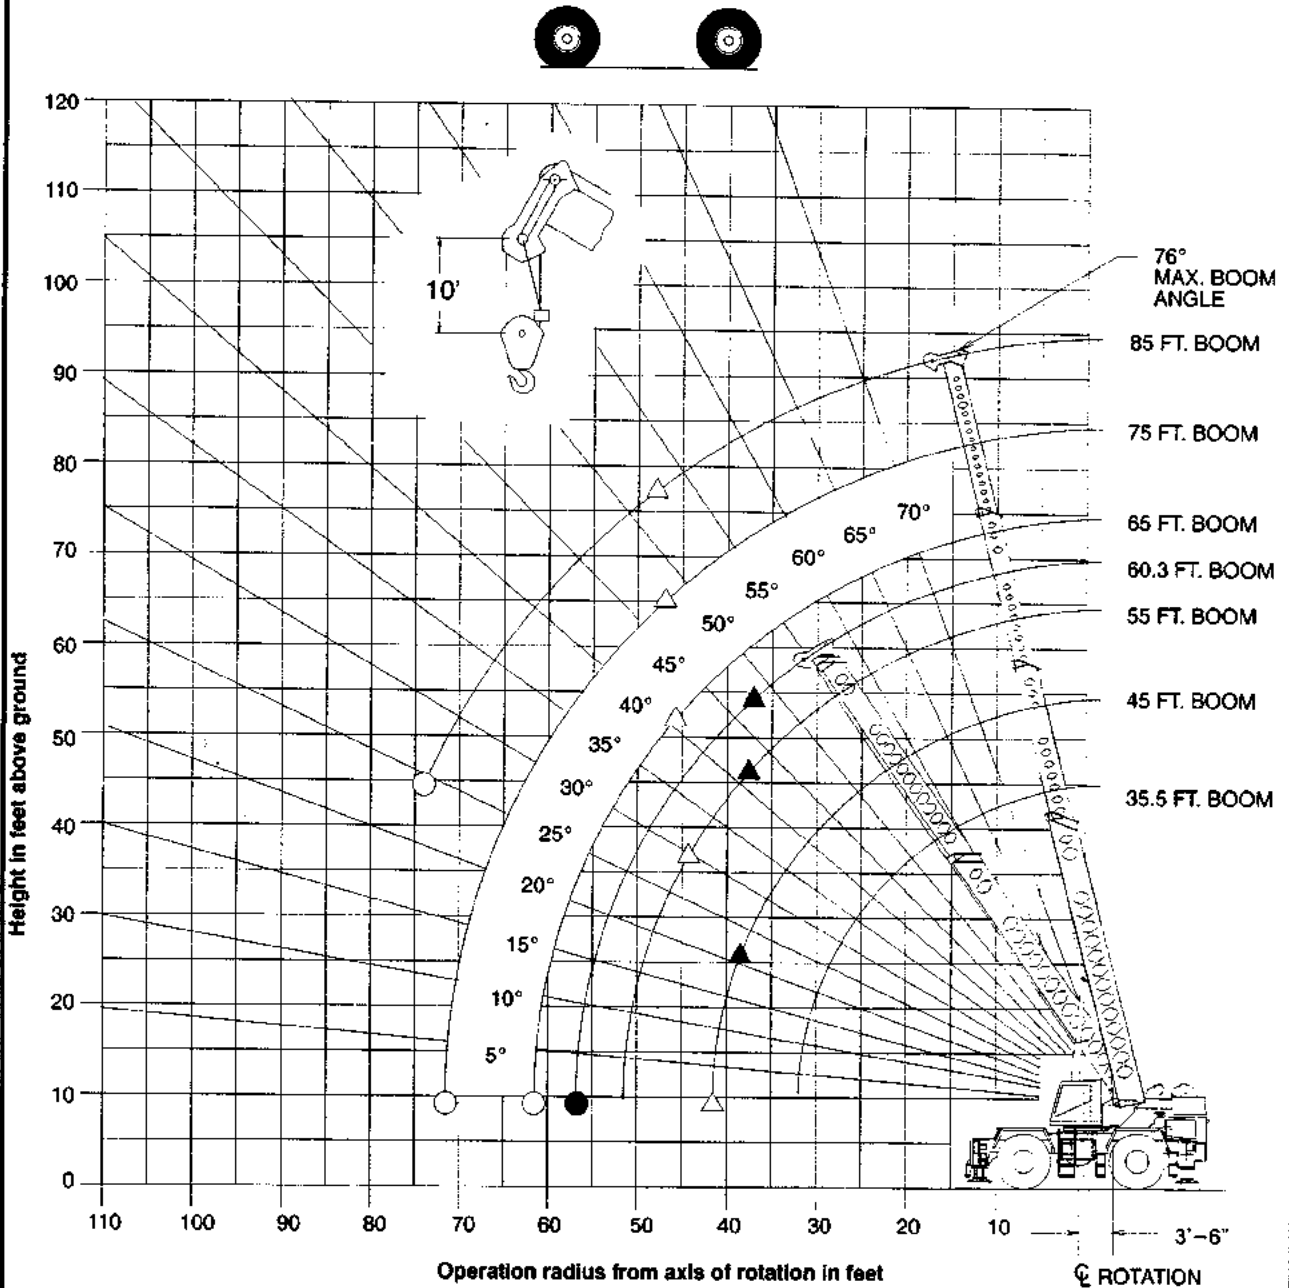 120
110
100
90
80
70
60
50
40
30
20
10
0
Height in feet above ground
10'
76°
MAX. BOOM
ANGLE
85 FT. BOOM
75 FT. BOOM
65 FT. BOOM
60.3 FT. BOOM
55 FT. BOOM
45 FT. BOOM
35.5 FT. BOOM
70°
65°
60°
55°
50°
45°
40°
35°
30°
25°
20°
15°
10°
5°
110 100 90 80 70 60 50 40 30 20 10
3'-6"
Operation radius from axis of rotation in feet
℄ ROTATION